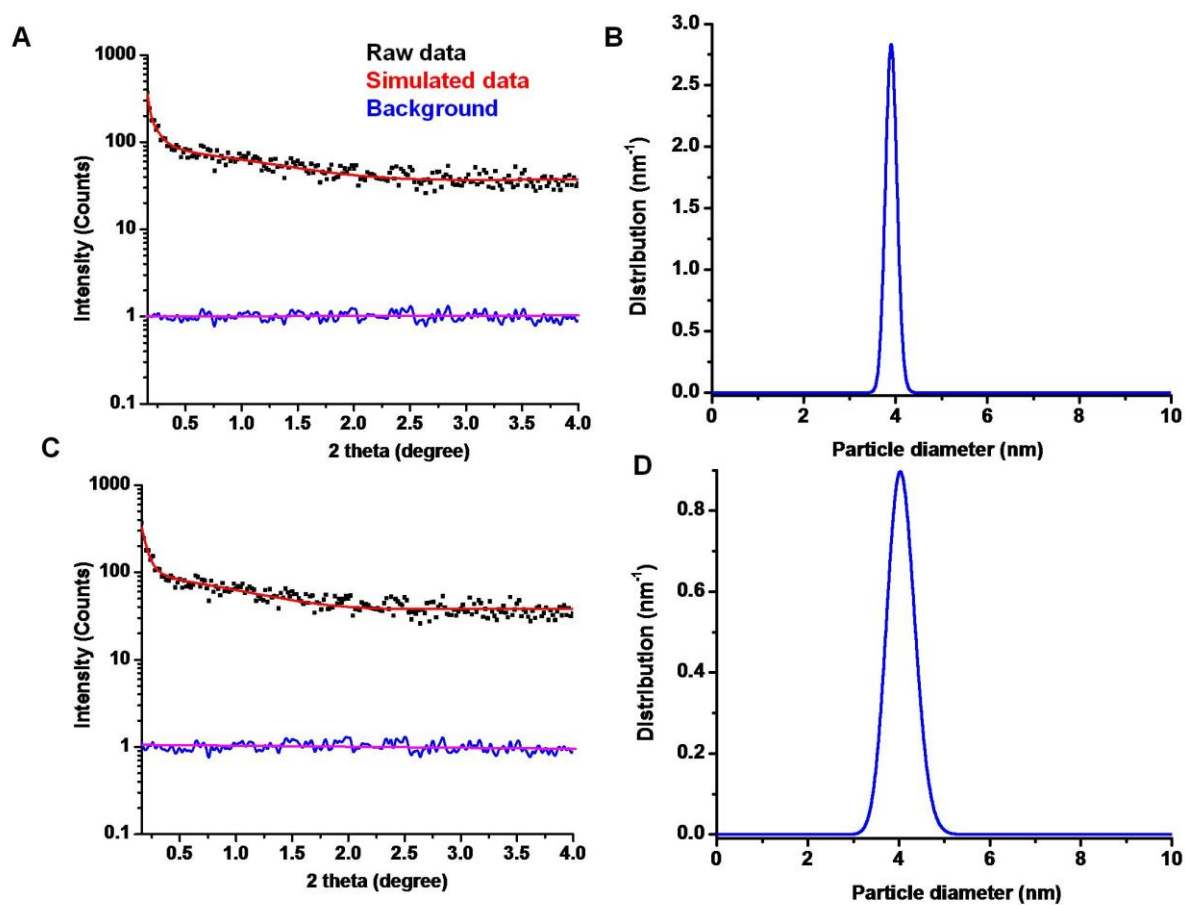 A
1000
100
10
1
0.1
Intensity (Counts)
Raw data
Simulated data
Background
0.5 1.0 1.5 2.0 2.5 3.0 3.5 4.0
2 theta (degree)
B
3.0
2.5
2.0
1.5
1.0
0.5
0.0
Distribution (nm-1)
0 2 4 6 8 10
Particle diameter (nm)
C
1000
100
10
1
0.1
Intensity (Counts)
0.5 1.0 1.5 2.0 2.5 3.0 3.5 4.0
2 theta (degree)
D
0.8
0.6
0.4
0.2
0.0
Distribution (nm-1)
0 2 4 6 8 10
Particle diameter (nm)